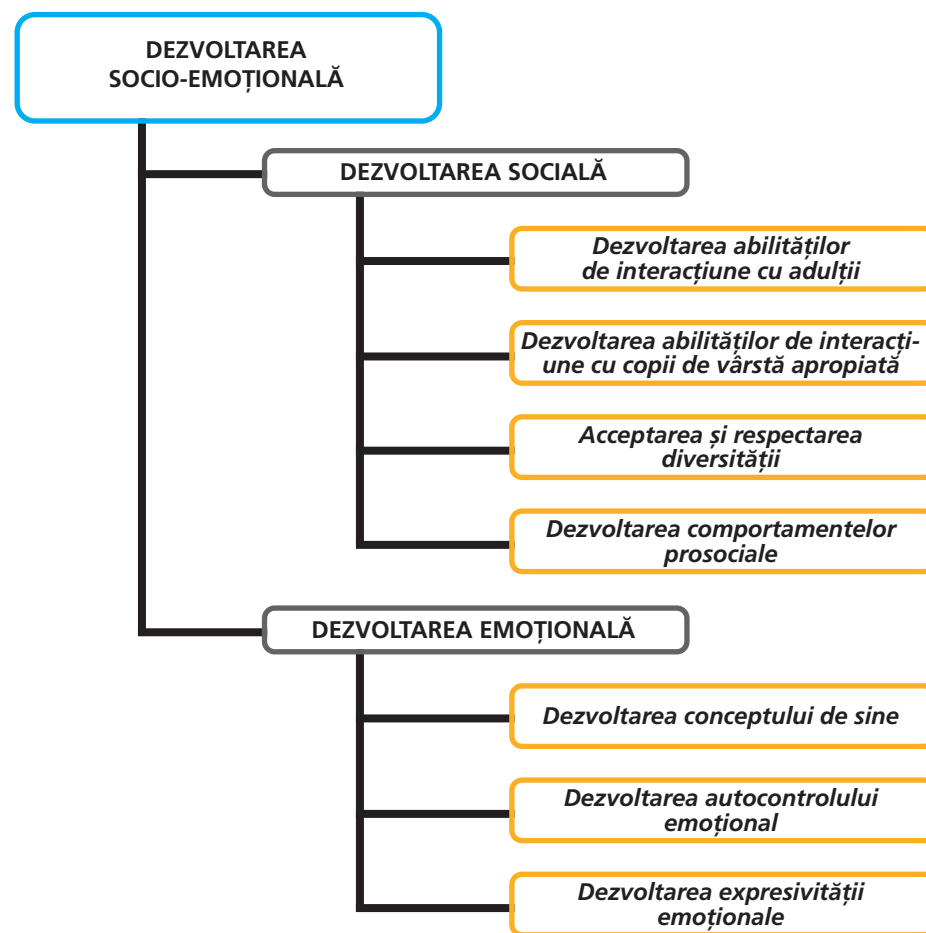 DEZVOLTAREA
SOCIO-EMOȚIONALĂ
DEZVOLTAREA SOCIALĂ
Dezvoltarea abilităților
de interacțiune cu adulții
Dezvoltarea abilităților de interacți-
une cu copii de vârstă apropiată
Acceptarea și respectarea
diversității
Dezvoltarea comportamentelor
prosociale
DEZVOLTAREA EMOȚIONALĂ
Dezvoltarea conceptului de sine
Dezvoltarea autocontrolului
emoțional
Dezvoltarea expresivității
emoționale